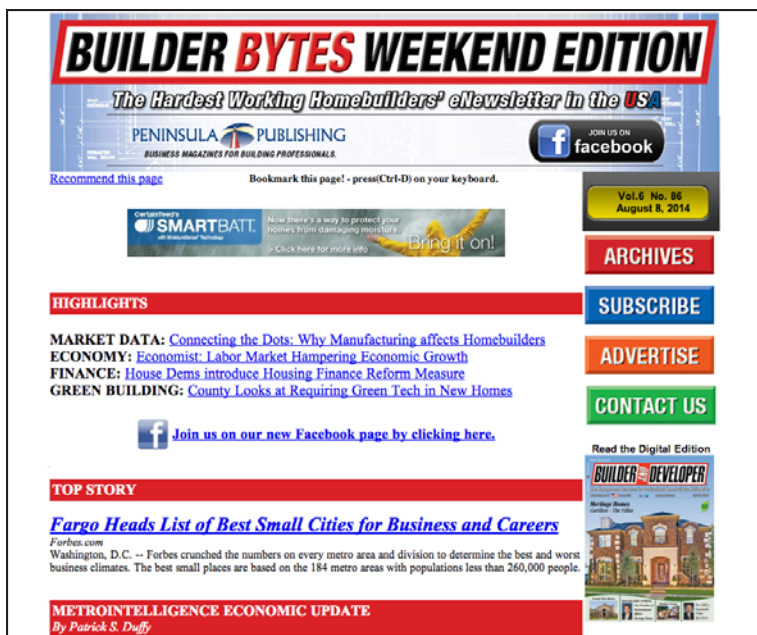 BUILDER BYTES WEEKEND EDITION
The Hardest Working Homebuilders' eNewsletter in the USA
PENINSULA PUBLISHING
BUSINESS MAGAZINES FOR BUILDING PROFESSIONALS.
JOIN US ON
facebook
Recommend this page
Bookmark this page! - press(Ctrl-D) on your keyboard.
Vol.6 No. 86
August 8, 2014
CertainTeed's
SMARTBATT
with MoistureSense Technology
Now there's a way to protect your
homes from damaging moisture.
> Click here for more info
Bring it on!
ARCHIVES
SUBSCRIBE
ADVERTISE
CONTACT US
HIGHLIGHTS
MARKET DATA: Connecting the Dots: Why Manufacturing affects Homebuilders
ECONOMY: Economist: Labor Market Hampering Economic Growth
FINANCE: House Dems introduce Housing Finance Reform Measure
GREEN BUILDING: County Looks at Requiring Green Tech in New Homes
Join us on our new Facebook page by clicking here.
Read the Digital Edition
BUILDER AND DEVELOPER
Heritage Homes
TOP STORY
Fargo Heads List of Best Small Cities for Business and Careers
Forbes.com
Washington, D.C. -- Forbes crunched the numbers on every metro area and division to determine the best and worst
business climates. The best small places are based on the 184 metro areas with populations less than 260,000 people.
METROINTELLIGENCE ECONOMIC UPDATE
By Patrick S. Duffy